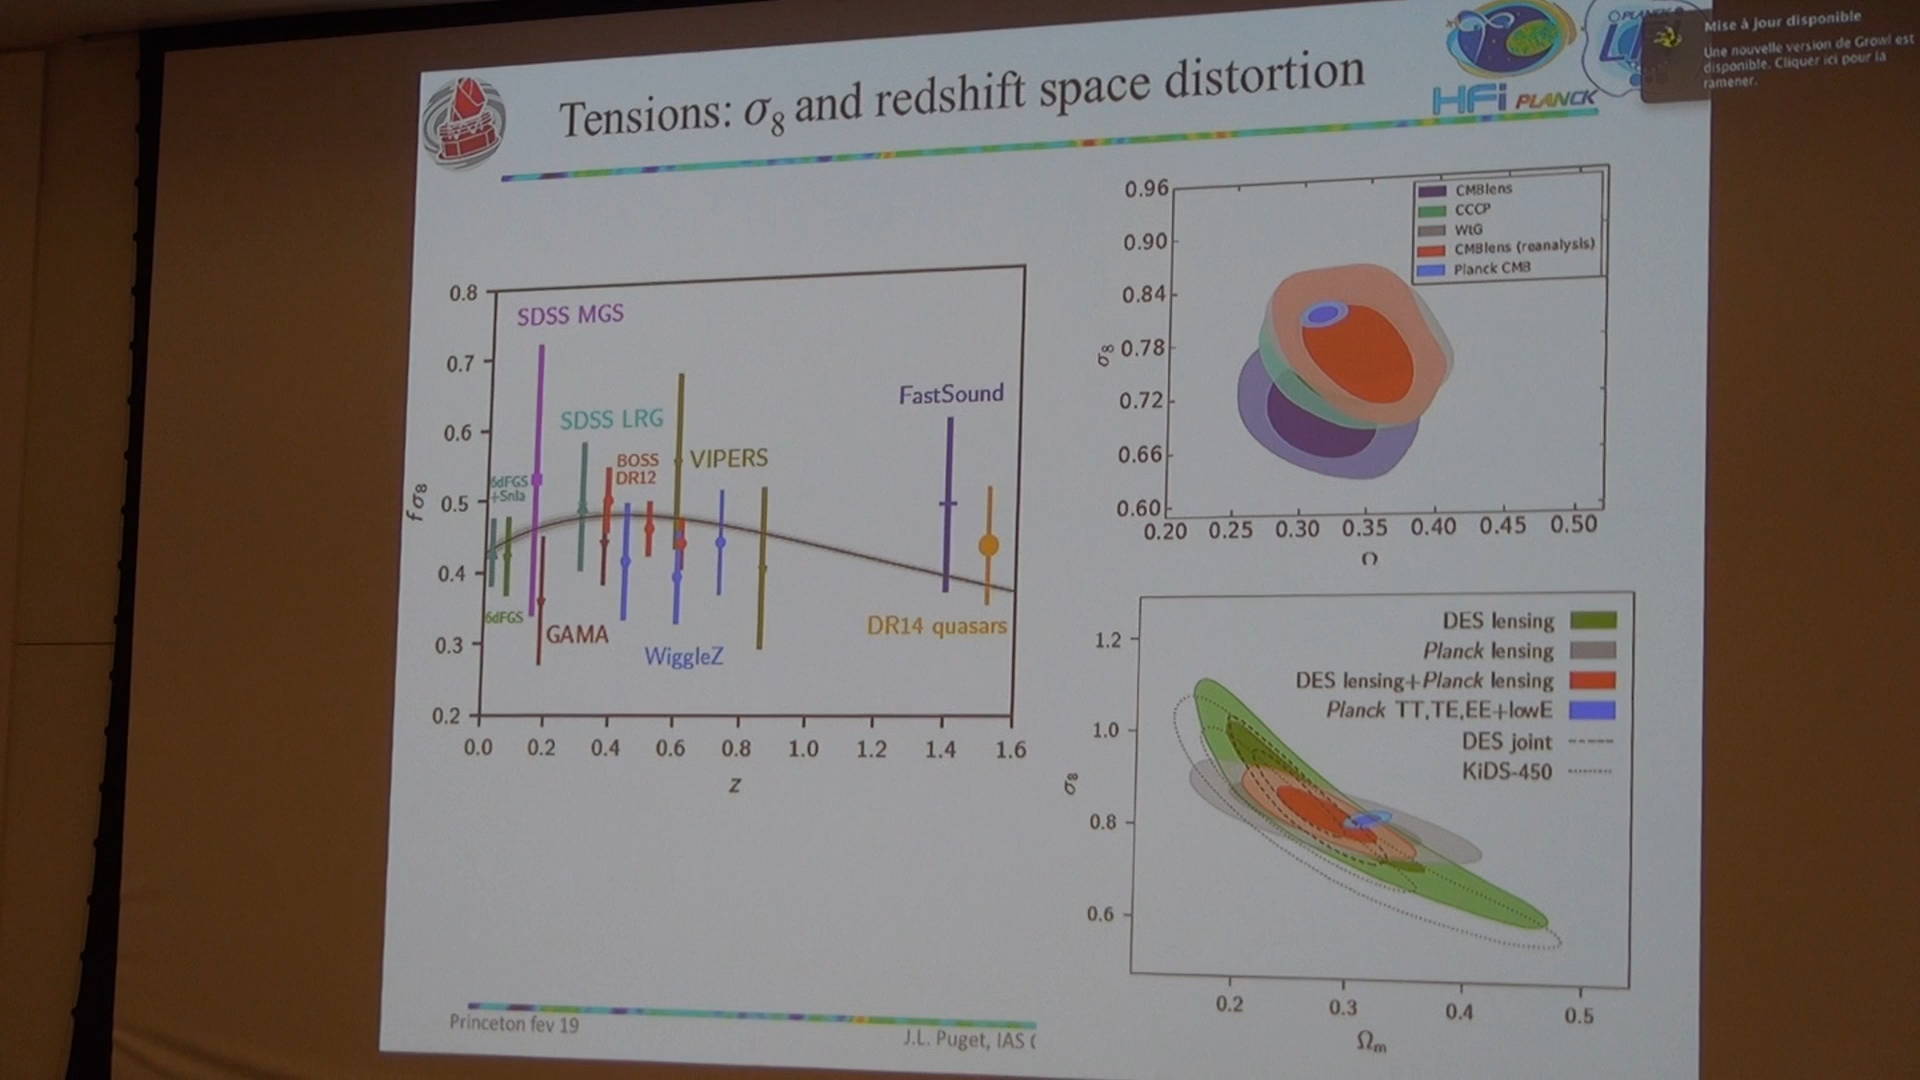 Tensions: σ8 and redshift space distortion
HFi PLANCK
Mise à jour disponible
Une nouvelle version de Growl est
disponible. Cliquer ici pour la
ramener.
0.8
0.7
0.6
0.5
0.4
0.3
0.2
fσ8
SDSS MGS
SDSS LRG
6dFGS
+SnIa
BOSS
DR12
VIPERS
FastSound
6dFGS
GAMA
WiggleZ
DR14 quasars
0.0 0.2 0.4 0.6 0.8 1.0 1.2 1.4 1.6
z
0.96
0.90
0.84
0.78
0.72
0.66
0.60
σ8
CMBlens
CCCP
WtG
CMBlens (reanalysis)
Planck CMB
0.20 0.25 0.30 0.35 0.40 0.45 0.50
Ω
1.2
1.0
0.8
0.6
σ8
DES lensing
Planck lensing
DES lensing+Planck lensing
Planck TT,TE,EE+lowE
DES joint
KiDS-450
0.2 0.3 0.4 0.5
Ωm
Princeton fev 19
J.L. Puget, IAS